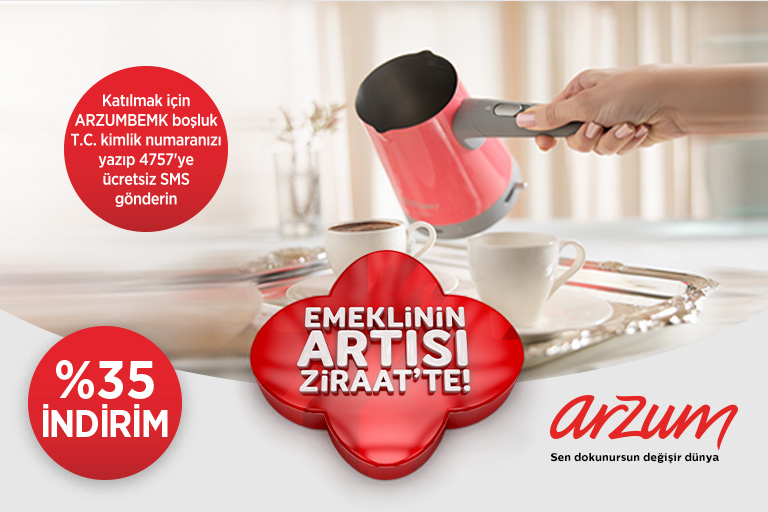 Katılmak için
ARZUMBEMK boşluk
T.C. kimlik numaranızı
yazıp 4757'ye
ücretsiz SMS
gönderin
EMEKLİNİN
ARTISI
ZİRAAT'TE!
%35
İNDİRİM
arzum
Sen dokunursun değişir dünya